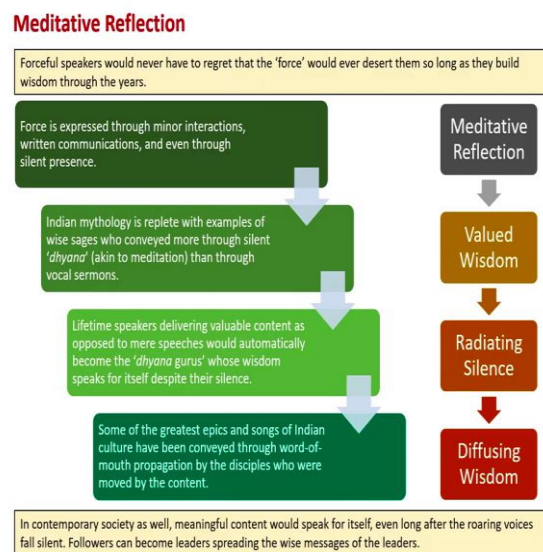 Meditative Reflection
Forceful speakers would never have to regret that the ‘force’ would ever desert them so long as they build
wisdom through the years.
Force is expressed through minor interactions,
written communications, and even through
silent presence.
Indian mythology is replete with examples of
wise sages who conveyed more through silent
‘dhyana’ (akin to meditation) than through
vocal sermons.
Lifetime speakers delivering valuable content as
opposed to mere speeches would automatically
become the ‘dhyana gurus’ whose wisdom
speaks for itself despite their silence.
Some of the greatest epics and songs of Indian
culture have been conveyed through word-of-
mouth propagation by the disciples who were
moved by the content.
Meditative
Reflection
Valued
Wisdom
Radiating
Silence
Diffusing
Wisdom
In contemporary society as well, meaningful content would speak for itself, even long after the roaring voices
fall silent. Followers can become leaders spreading the wise messages of the leaders.